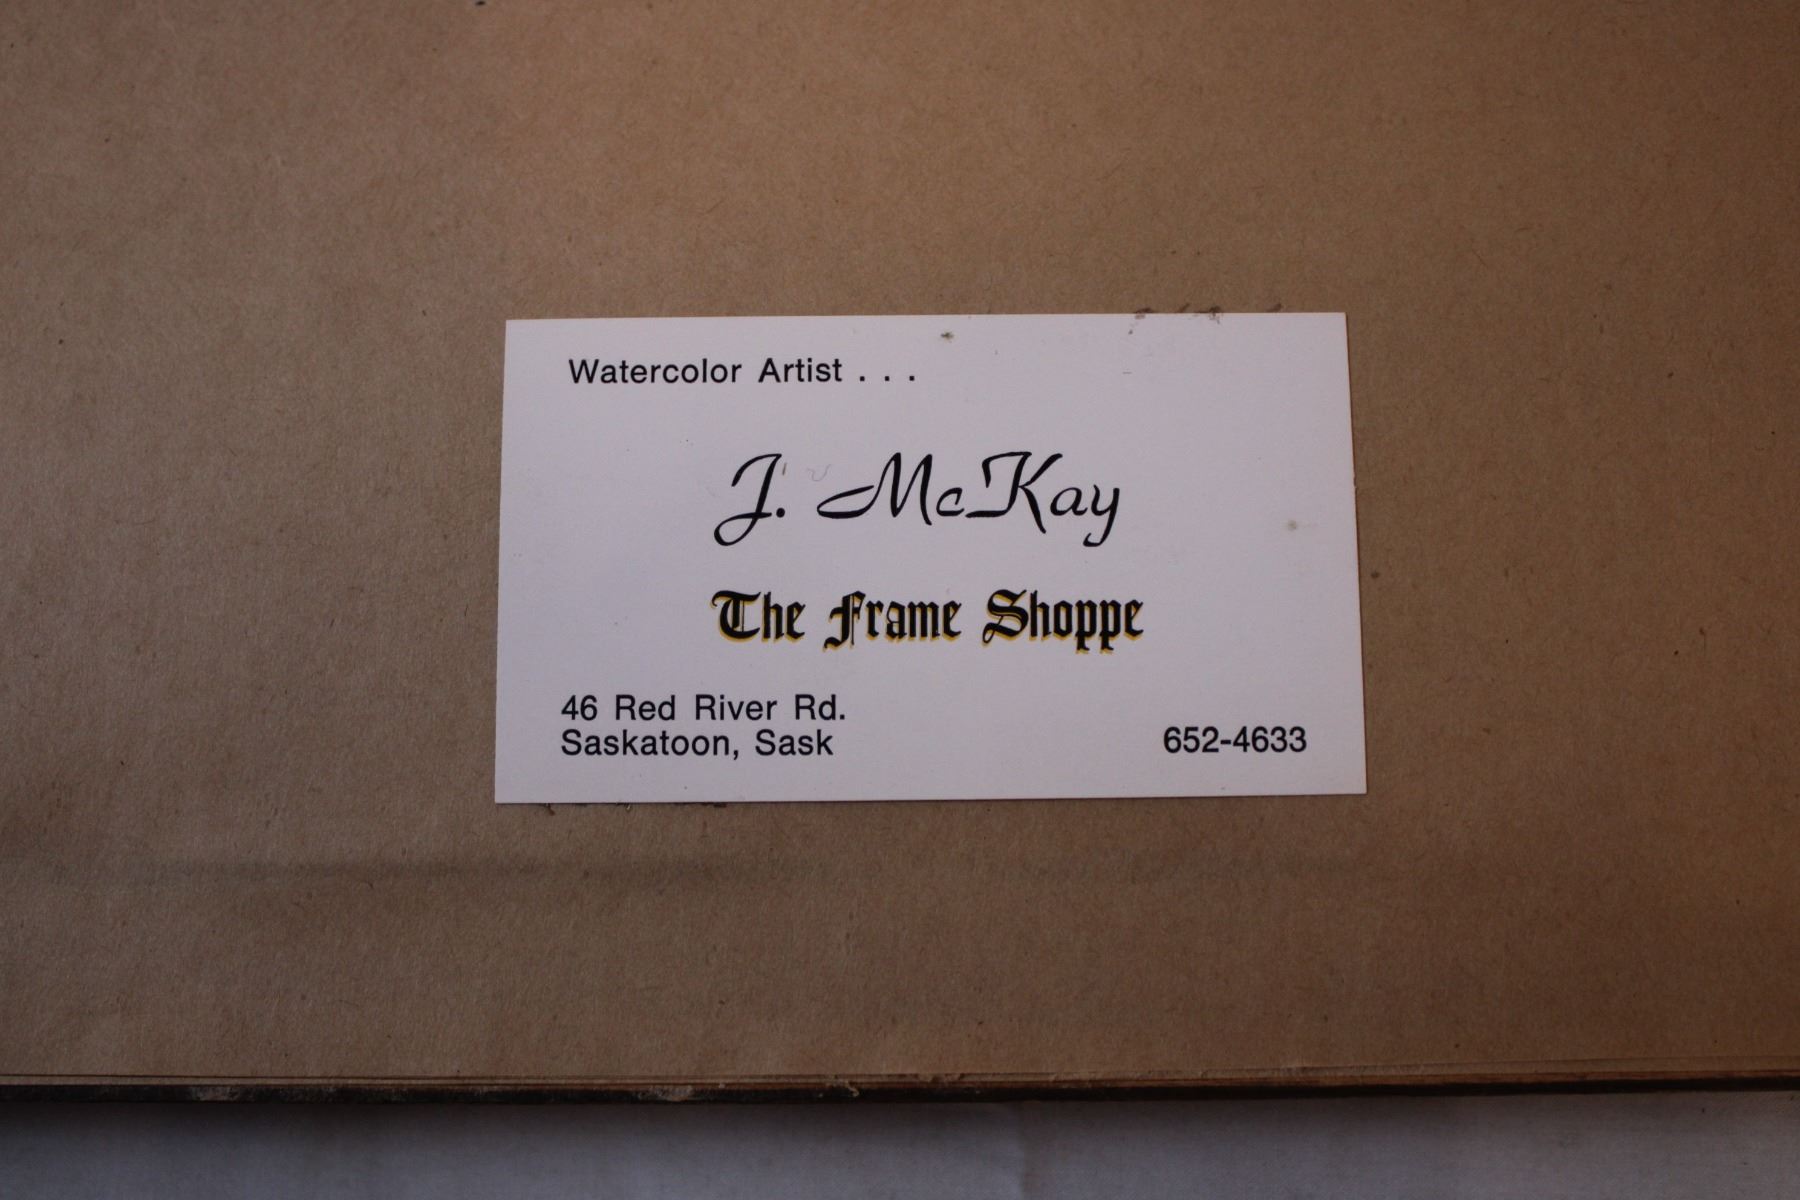 Watercolor Artist . . .
J. McKay
The Frame Shoppe
46 Red River Rd.
Saskatoon, Sask
652-4633